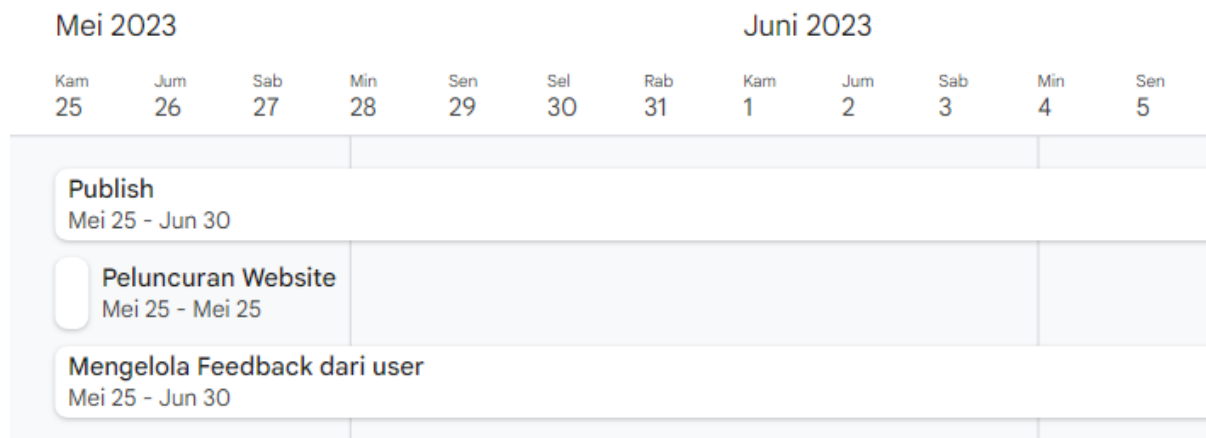 Mei 2023 Juni 2023
Kam Jum Sab Min Sen Sel Rab Kam Jum Sab Min Sen
25 26 27 28 29 30 31 1 2 3 4 5
Publish
Mei 25 - Jun 30
Peluncuran Website
Mei 25 - Mei 25
Mengelola Feedback dari user
Mei 25 - Jun 30